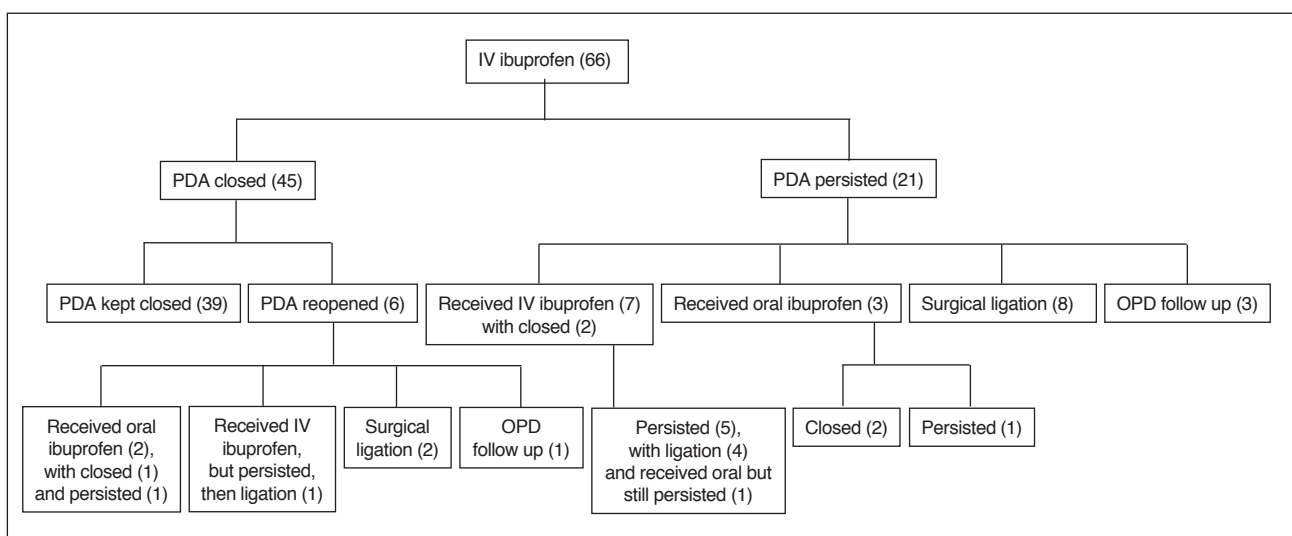 IV ibuprofen (66)
PDA closed (45)
PDA persisted (21)
PDA kept closed (39)
PDA reopened (6)
Received IV ibuprofen (7)
with closed (2)
Received oral ibuprofen (3)
Surgical ligation (8)
OPD follow up (3)
Received oral
ibuprofen (2),
with closed (1)
and persisted (1)
Received IV
ibuprofen,
but persisted,
then ligation (1)
Surgical
ligation (2)
OPD
follow up (1)
Persisted (5),
with ligation (4)
and received oral but
still persisted (1)
Closed (2)
Persisted (1)